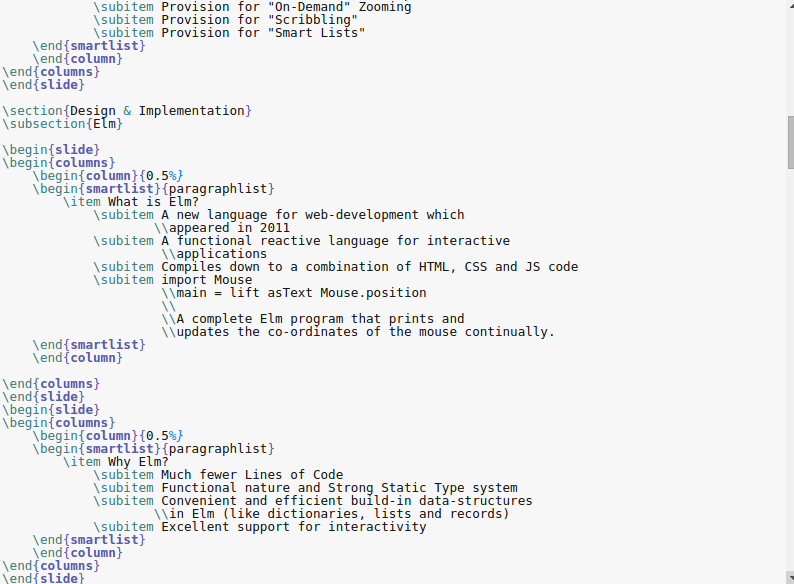 \subitem Provision for "On-Demand" Zooming
\subitem Provision for "Scribbling"
\subitem Provision for "Smart Lists"
\end{smartlist}
\end{column}
\end{columns}
\end{slide}
\section{Design & Implementation}
\subsection{Elm}
\begin{slide}
\begin{columns}
\begin{column}{0.5%}
\begin{smartlist}{paragraphlist}
\item What is Elm?
\subitem A new language for web-development which
\\appeared in 2011
\subitem A functional reactive language for interactive
\\applications
\subitem Compiles down to a combination of HTML, CSS and JS code
\subitem import Mouse
\\main = lift asText Mouse.position
\\
\\A complete Elm program that prints and
\\updates the co-ordinates of the mouse continually.
\end{smartlist}
\end{column}
\end{columns}
\end{slide}
\begin{slide}
\begin{columns}
\begin{column}{0.5%}
\begin{smartlist}{paragraphlist}
\item Why Elm?
\subitem Much fewer Lines of Code
\subitem Functional nature and Strong Static Type system
\subitem Convenient and efficient build-in data-structures
\\in Elm (like dictionaries, lists and records)
\subitem Excellent support for interactivity
\end{smartlist}
\end{column}
\end{columns}
\end{slide}